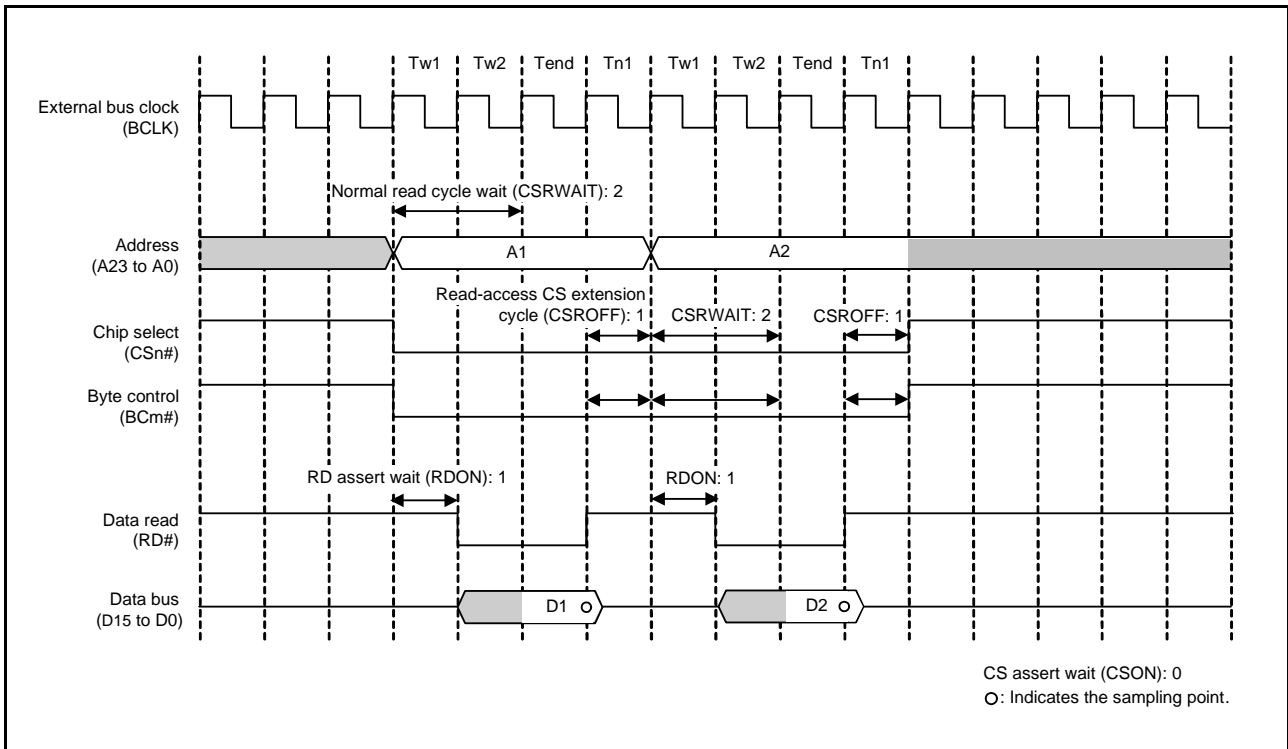 Tw1 Tw2 Tend Tn1 Tw1 Tw2 Tend Tn1
External bus clock
(BCLK)
Normal read cycle wait (CSRWAIT): 2
Address
(A23 to A0)
A1
A2
Read-access CS extension
cycle (CSROFF): 1
CSRWAIT: 2
CSROFF: 1
Chip select
(CSn#)
Byte control
(BCm#)
RD assert wait (RDON): 1
RDON: 1
Data read
(RD#)
Data bus
(D15 to D0)
D1
D2
CS assert wait (CSON): 0
: Indicates the sampling point.